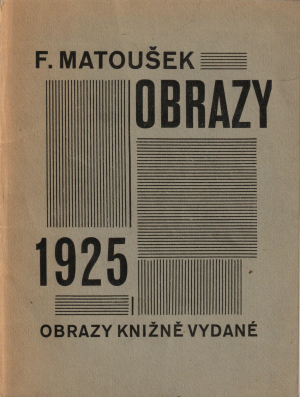 F. MATOUŠEK
OBRAZY
1925
OBRAZY KNIŽNĚ VYDANÉ